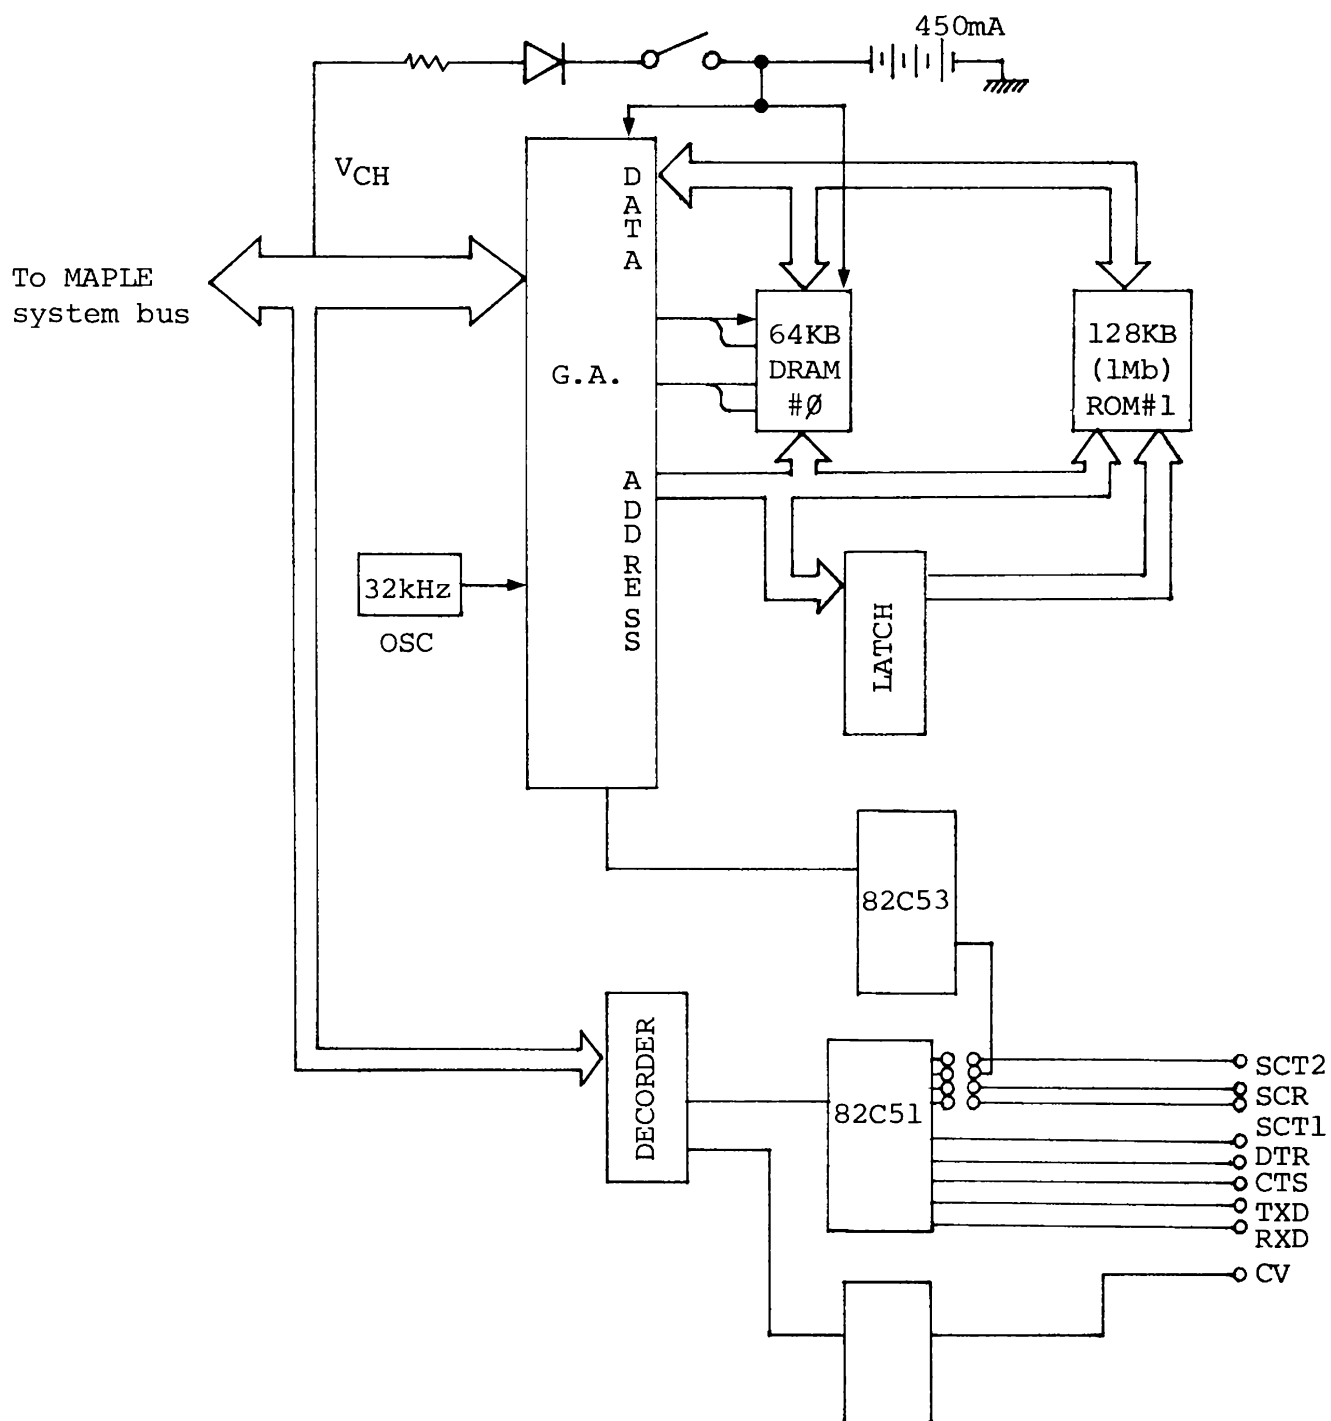 450mA
VCH
To MAPLE
system bus
DATA
G.A.
64KB
DRAM
#Ø
128KB
(1Mb)
ROM#1
ADDRESS
32kHz
OSC
LATCH
82C53
DECORDER
82C51
SCT2
SCR
SCT1
DTR
CTS
TXD
RXD
CV